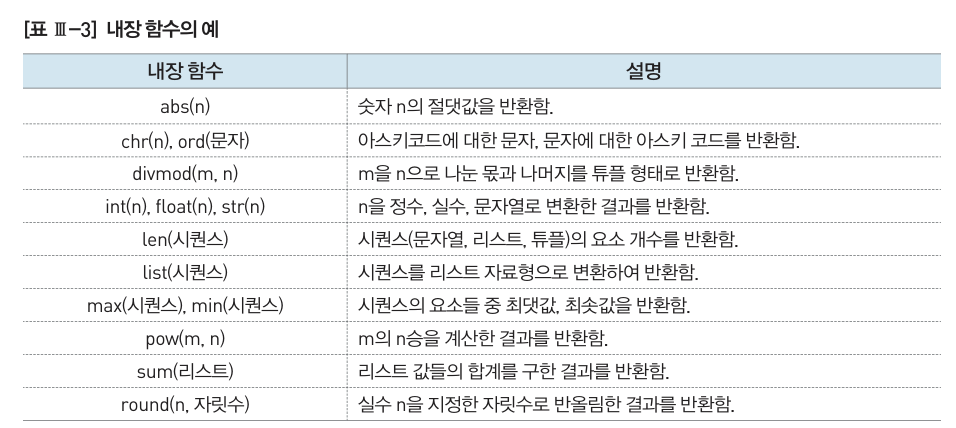 [표 Ⅲ-3] 내장 함수의 예
내장 함수 설명
abs(n) 숫자 n의 절댓값을 반환함.
chr(n), ord(문자) 아스키코드에 대한 문자, 문자에 대한 아스키 코드를 반환함.
divmod(m, n) m을 n으로 나눈 몫과 나머지를 튜플 형태로 반환함.
int(n), float(n), str(n) n을 정수, 실수, 문자열로 변환한 결과를 반환함.
len(시퀀스) 시퀀스(문자열, 리스트, 튜플)의 요소 개수를 반환함.
list(시퀀스) 시퀀스를 리스트 자료형으로 변환하여 반환함.
max(시퀀스), min(시퀀스) 시퀀스의 요소들 중 최댓값, 최솟값을 반환함.
pow(m, n) m의 n승을 계산한 결과를 반환함.
sum(리스트) 리스트 값들의 합계를 구한 결과를 반환함.
round(n, 자릿수) 실수 n을 지정한 자릿수로 반올림한 결과를 반환함.